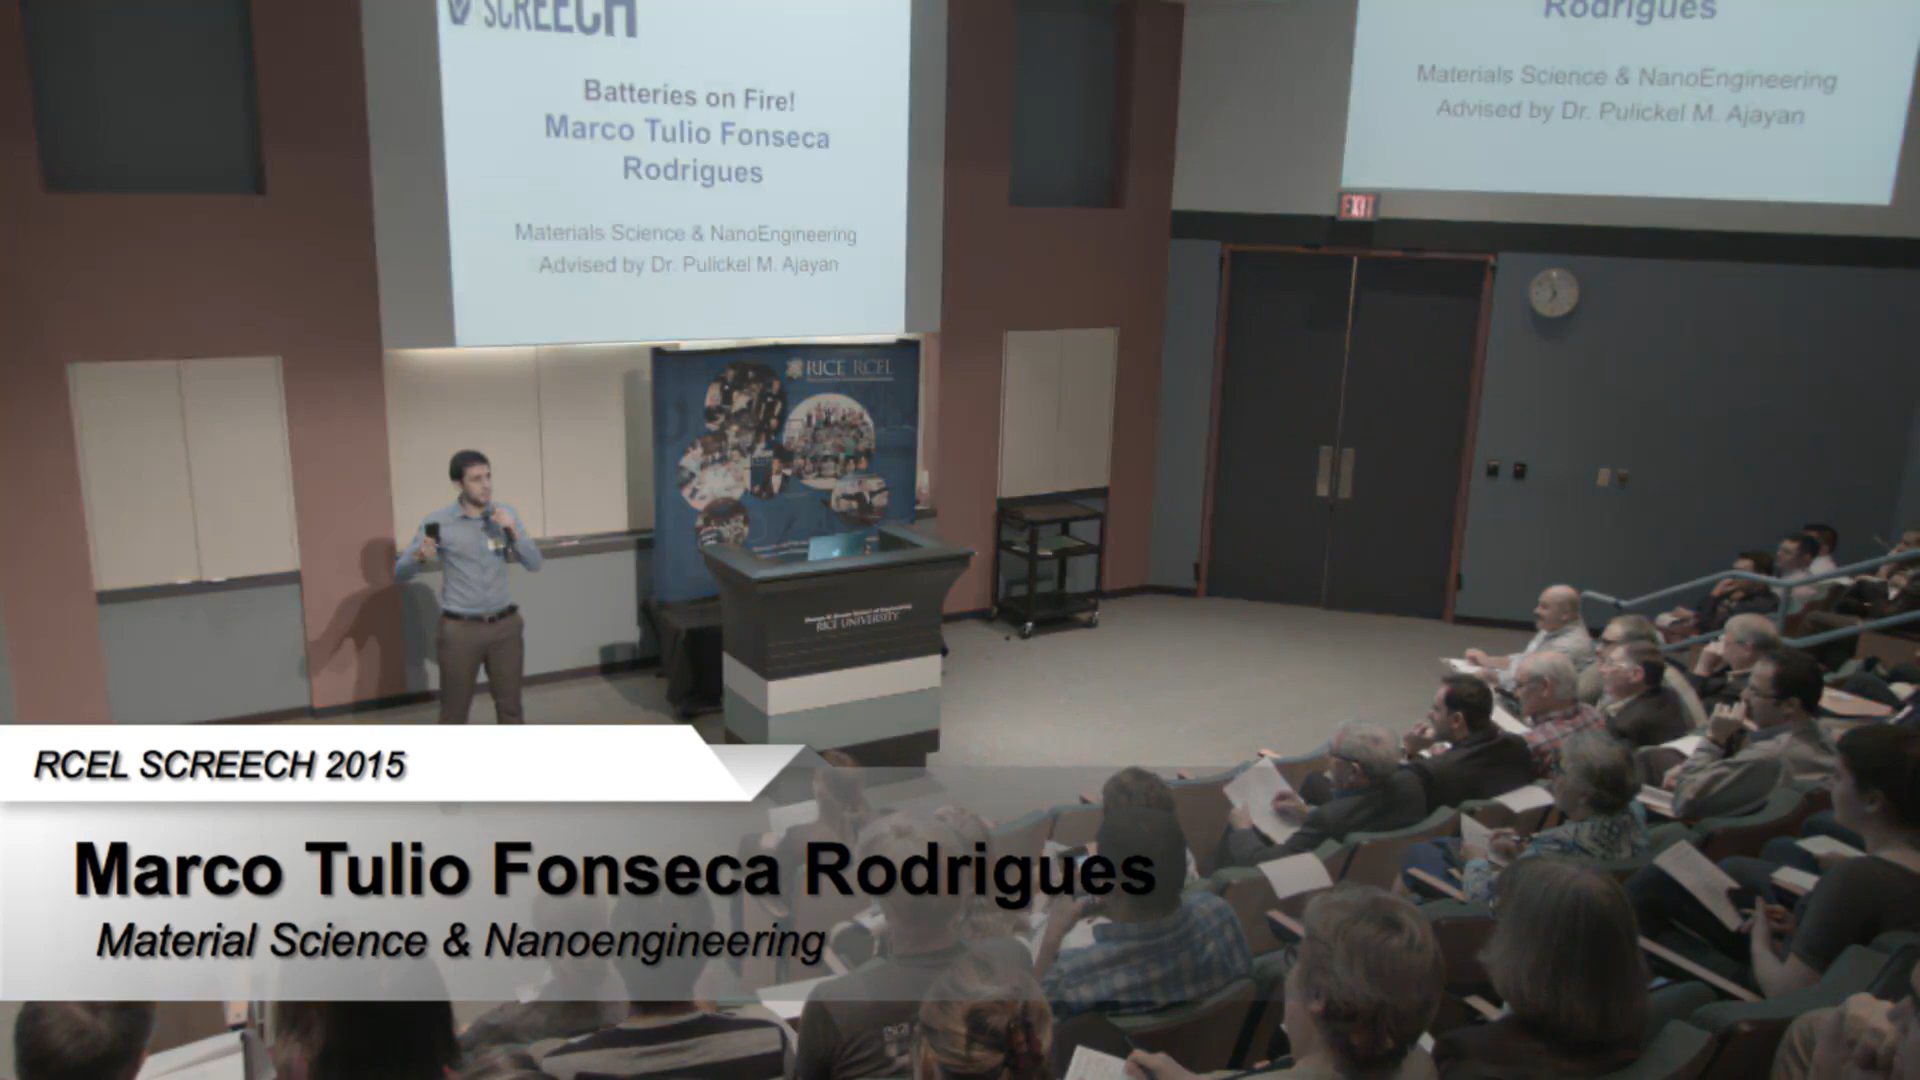 SCREECH
Batteries on Fire!
Marco Tulio Fonseca
Rodrigues
Materials Science & NanoEngineering
Advised by Dr. Pulickel M. Ajayan
Rodrigues
Materials Science & NanoEngineering
Advised by Dr. Pulickel M. Ajayan
EXIT
RICE RCEL
RICE UNIVERSITY
RCEL SCREECH 2015
Marco Tulio Fonseca Rodrigues
Material Science & Nanoengineering